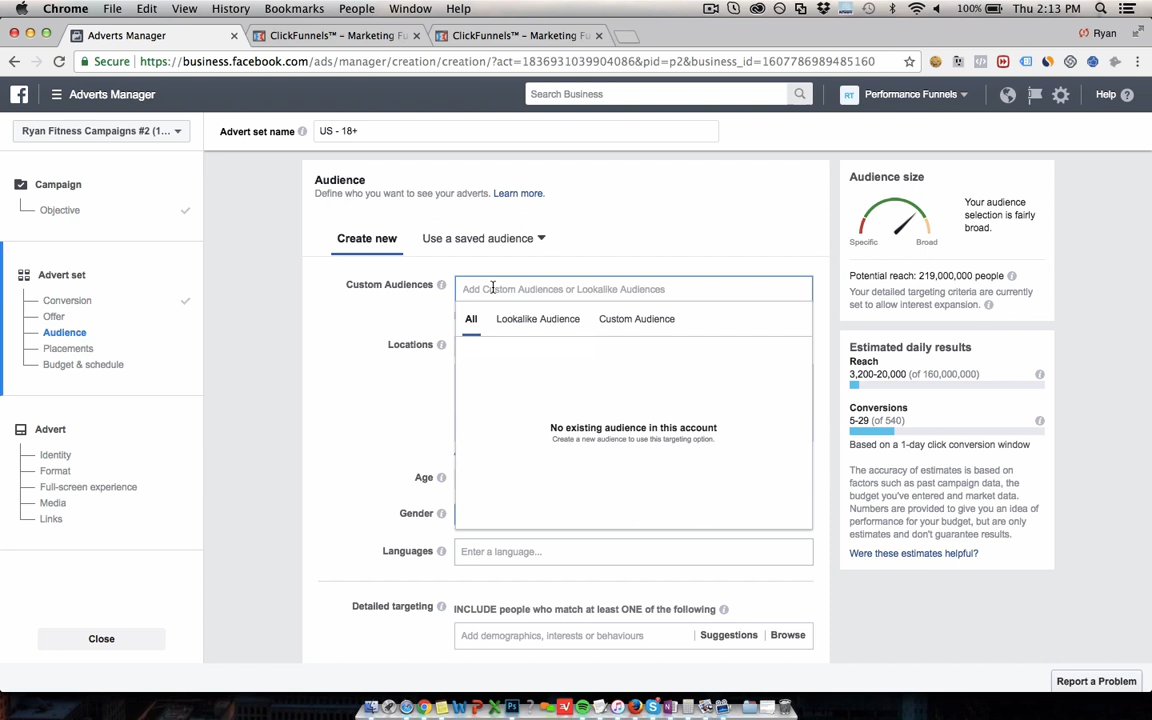 Chrome File Edit View History Bookmarks People Window Help
100% Thu 2:13 PM
Adverts Manager
ClickFunnels™ – Marketing Fu
ClickFunnels™ – Marketing Fu
Ryan
Secure https://business.facebook.com/ads/manager/creation/creation/?act=1836931039904086&pid=p2&business_id=1607786989485160
Adverts Manager
Search Business
RT Performance Funnels
Help
Ryan Fitness Campaigns #2 (1...
Advert set name
US - 18+
Campaign
Objective
Advert set
Conversion
Offer
Audience
Placements
Budget & schedule
Advert
Identity
Format
Full-screen experience
Media
Links
Close
Audience
Define who you want to see your adverts. Learn more.
Create new
Use a saved audience
Custom Audiences
Add Custom Audiences or Lookalike Audiences
All Lookalike Audience Custom Audience
No existing audience in this account
Create a new audience to use this targeting option.
Locations
Age
Gender
Languages
Enter a language...
Detailed targeting
INCLUDE people who match at least ONE of the following
Add demographics, interests or behaviours
Suggestions
Browse
Audience size
Specific
Broad
Your audience
selection is fairly
broad.
Potential reach: 219,000,000 people
Your detailed targeting criteria are currently
set to allow interest expansion.
Estimated daily results
Reach
3,200-20,000 (of 160,000,000)
Conversions
5-29 (of 540)
Based on a 1-day click conversion window
The accuracy of estimates is based on
factors such as past campaign data, the
budget you've entered and market data.
Numbers are provided to give you an idea of
performance for your budget, but are only
estimates and don't guarantee results.
Were these estimates helpful?
Report a Problem